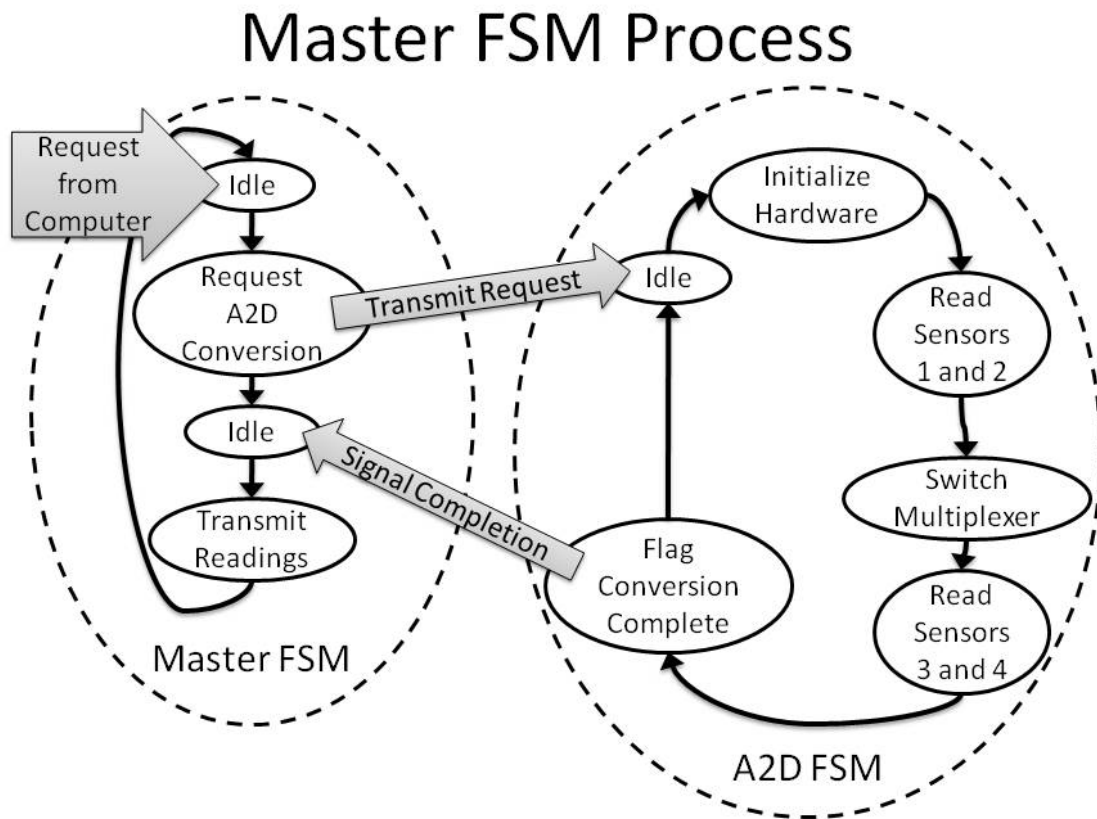 Master FSM Process
Request
from
Computer
Idle
Request
A2D
Conversion
Idle
Transmit
Readings
Master FSM
Transmit Request
Signal Completion
Idle
Initialize
Hardware
Read
Sensors
1 and 2
Switch
Multiplexer
Read
Sensors
3 and 4
Flag
Conversion
Complete
A2D FSM